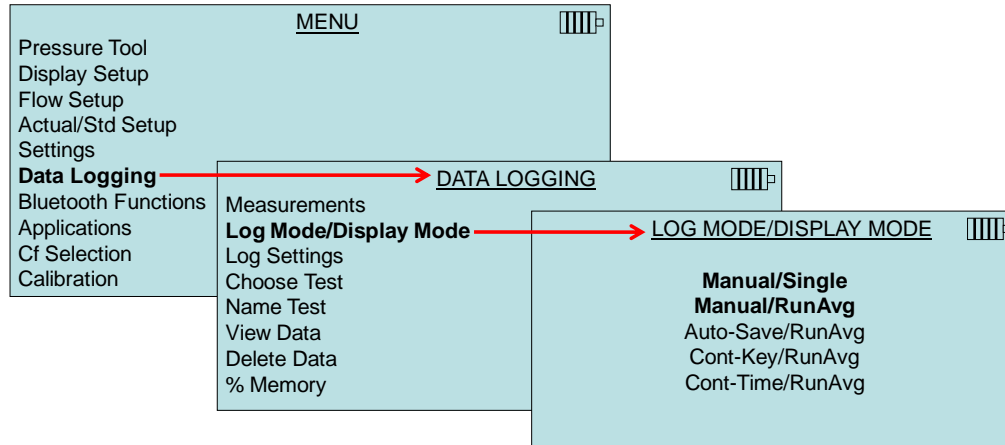 MENU
Pressure Tool
Display Setup
Flow Setup
Actual/Std Setup
Settings
Data Logging
Bluetooth Functions
Applications
Cf Selection
Calibration
DATA LOGGING
Measurements
Log Mode/Display Mode
Log Settings
Choose Test
Name Test
View Data
Delete Data
% Memory
LOG MODE/DISPLAY MODE
Manual/Single
Manual/RunAvg
Auto-Save/RunAvg
Cont-Key/RunAvg
Cont-Time/RunAvg